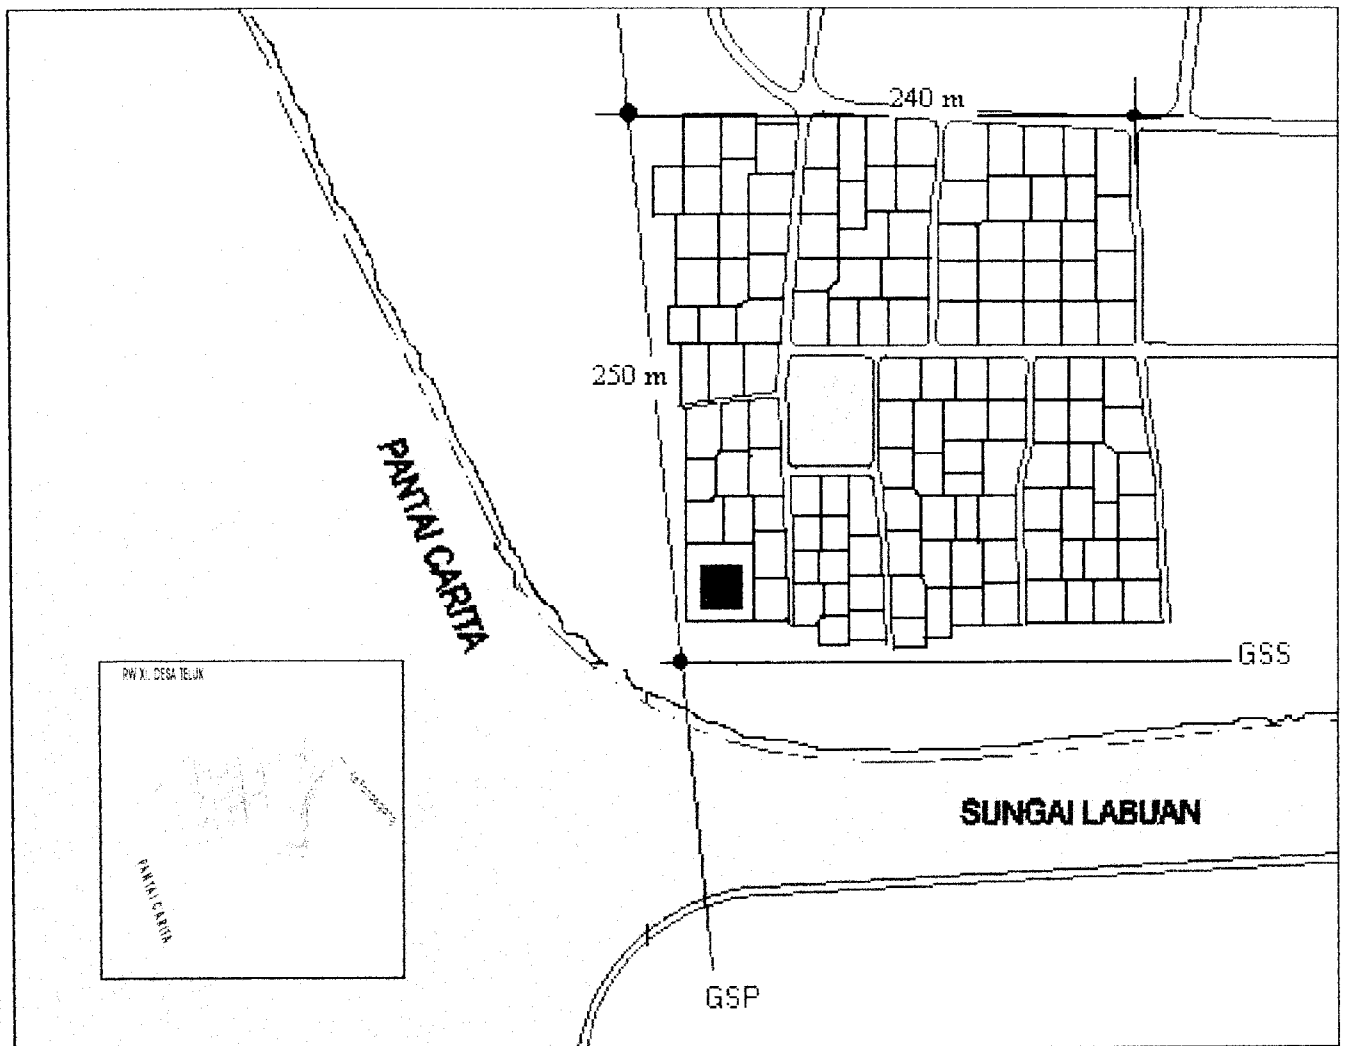 240 m
250 m
PANTAI CARITA
GSS
RW XI. DESA TELUK
SUNGAI LABUAN
PANTAI CARITA
GSP